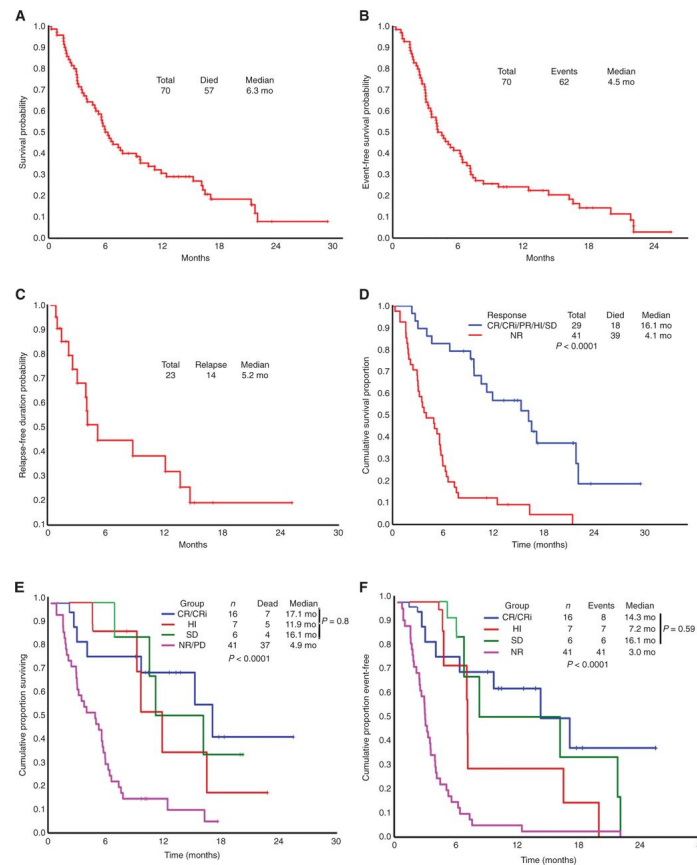 A
1.0
0.9
0.8
0.7
0.6
0.5
0.4
0.3
0.2
0.1
0.0
Survival probability
Total Died Median
70 57 6.3 mo
0 6 12 18 24 30
Months
B
1.0
0.9
0.8
0.7
0.6
0.5
0.4
0.3
0.2
0.1
0.0
Event-free survival probability
Total Events Median
70 62 4.5 mo
0 6 12 18 24
Months
C
1.0
0.9
0.8
0.7
0.6
0.5
0.4
0.3
0.2
0.1
Relapse-free duration probability
Total Relapse Median
23 14 5.2 mo
0 6 12 18 24 30
Months
D
1.0
0.9
0.8
0.7
0.6
0.5
0.4
0.3
0.2
0.1
0.0
Cumulative survival proportion
Response Total Died Median
CR/CRi/PR/HI/SD 29 18 16.1 mo
NR 41 39 4.1 mo
P < 0.0001
0 6 12 18 24 30
Time (months)
E
1.0
0.9
0.8
0.7
0.6
0.5
0.4
0.3
0.2
0.1
0.0
Cumulative proportion surviving
Group n Dead Median
CR/CRi 16 7 17.1 mo
HI 7 5 11.9 mo
SD 6 4 16.1 mo
NR/PD 41 37 4.9 mo
P = 0.8
P < 0.0001
0 6 12 18 24 30
Time (months)
F
1.0
0.9
0.8
0.7
0.6
0.5
0.4
0.3
0.2
0.1
0.0
Cumulative proportion event-free
Group n Events Median
CR/CRi 16 8 14.3 mo
HI 7 7 7.2 mo
SD 6 6 16.1 mo
NR 41 41 3.0 mo
P = 0.59
P < 0.0001
0 6 12 18 24
Time (months)